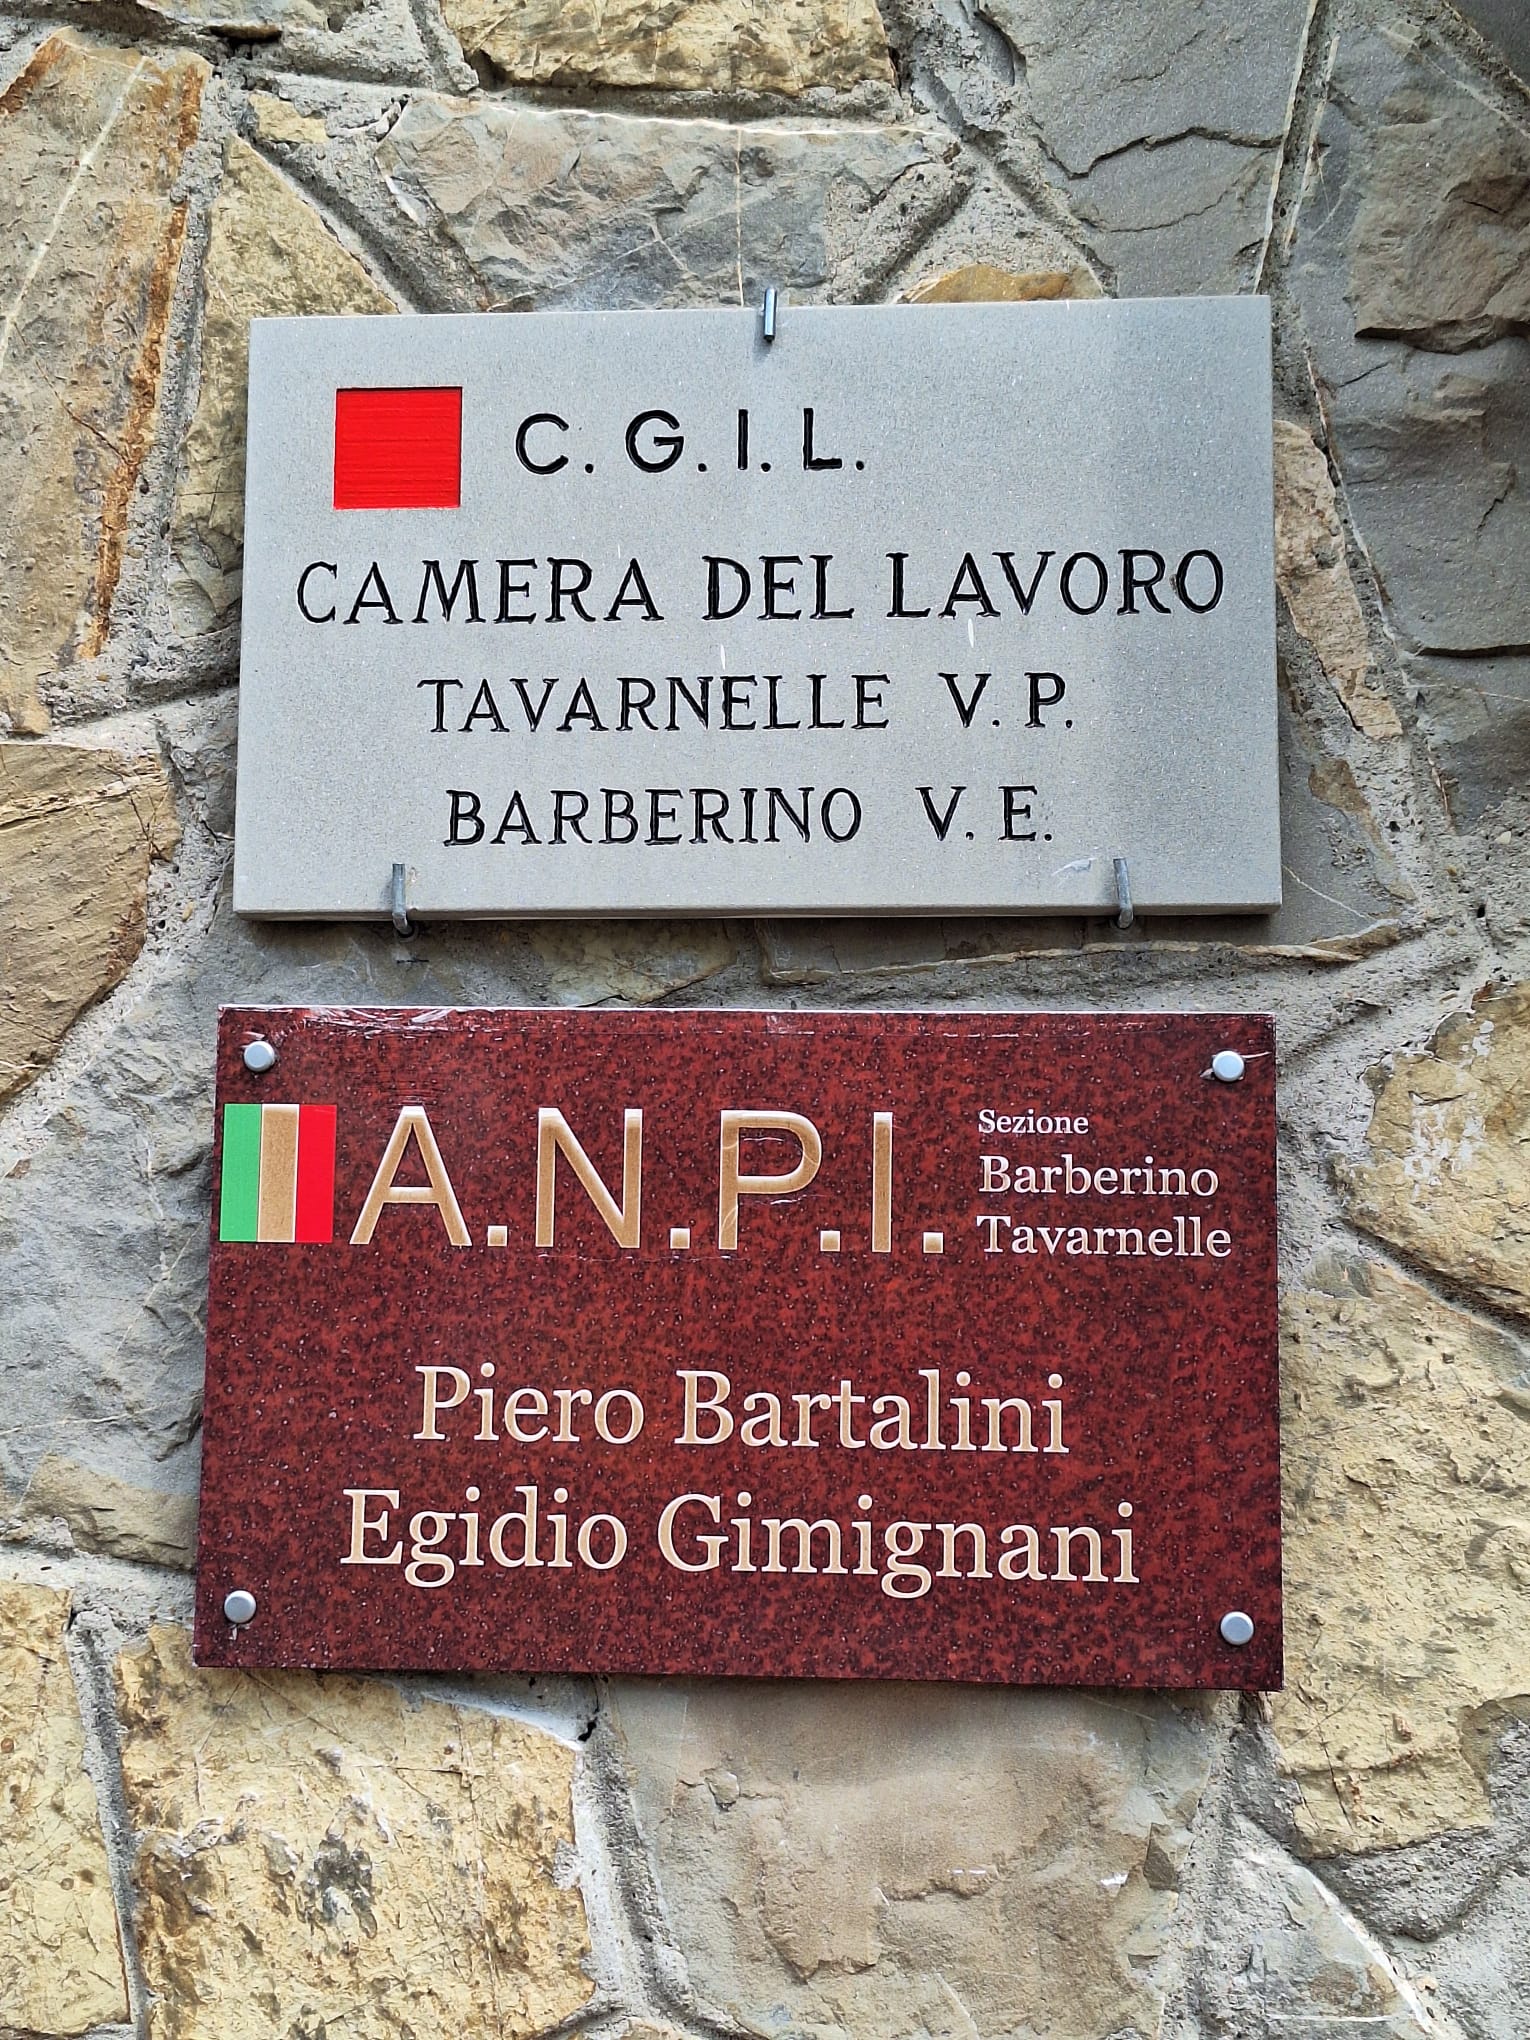 C. G. I. L.
CAMERA DEL LAVORO
TAVARNELLE V. P.
BARBERINO V. E.
A.N.P.I.
Sezione
Barberino
Tavarnelle
Piero Bartalini
Egidio Gimignani